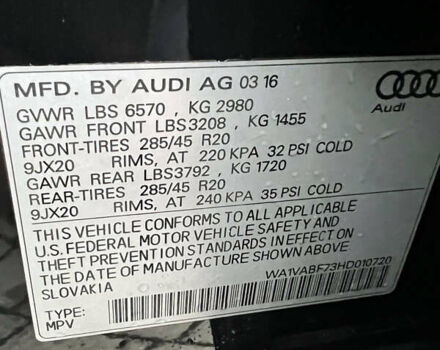 MFD. BY AUDI AG 03 16
Audi
GVWR LBS 6570 , KG 2980
GAWR FRONT LBS3208 , KG 1455
FRONT-TIRES 285/45 R20
9JX20 RIMS, AT 220 KPA 32 PSI COLD
GAWR REAR LBS3792 , KG 1720
REAR-TIRES 285/45 R20
9JX20 RIMS, AT 240 KPA 35 PSI COLD
THIS VEHICLE CONFORMS TO ALL APPLICABLE
U.S. FEDERAL MOTOR VEHICLE SAFETY AND
THEFT PREVENTION STANDARDS IN EFFECT ON
THE DATE OF MANUFACTURE SHOWN ABOVE.
SLOVAKIA
WA1VABF73HD010720
TYPE:
MPV